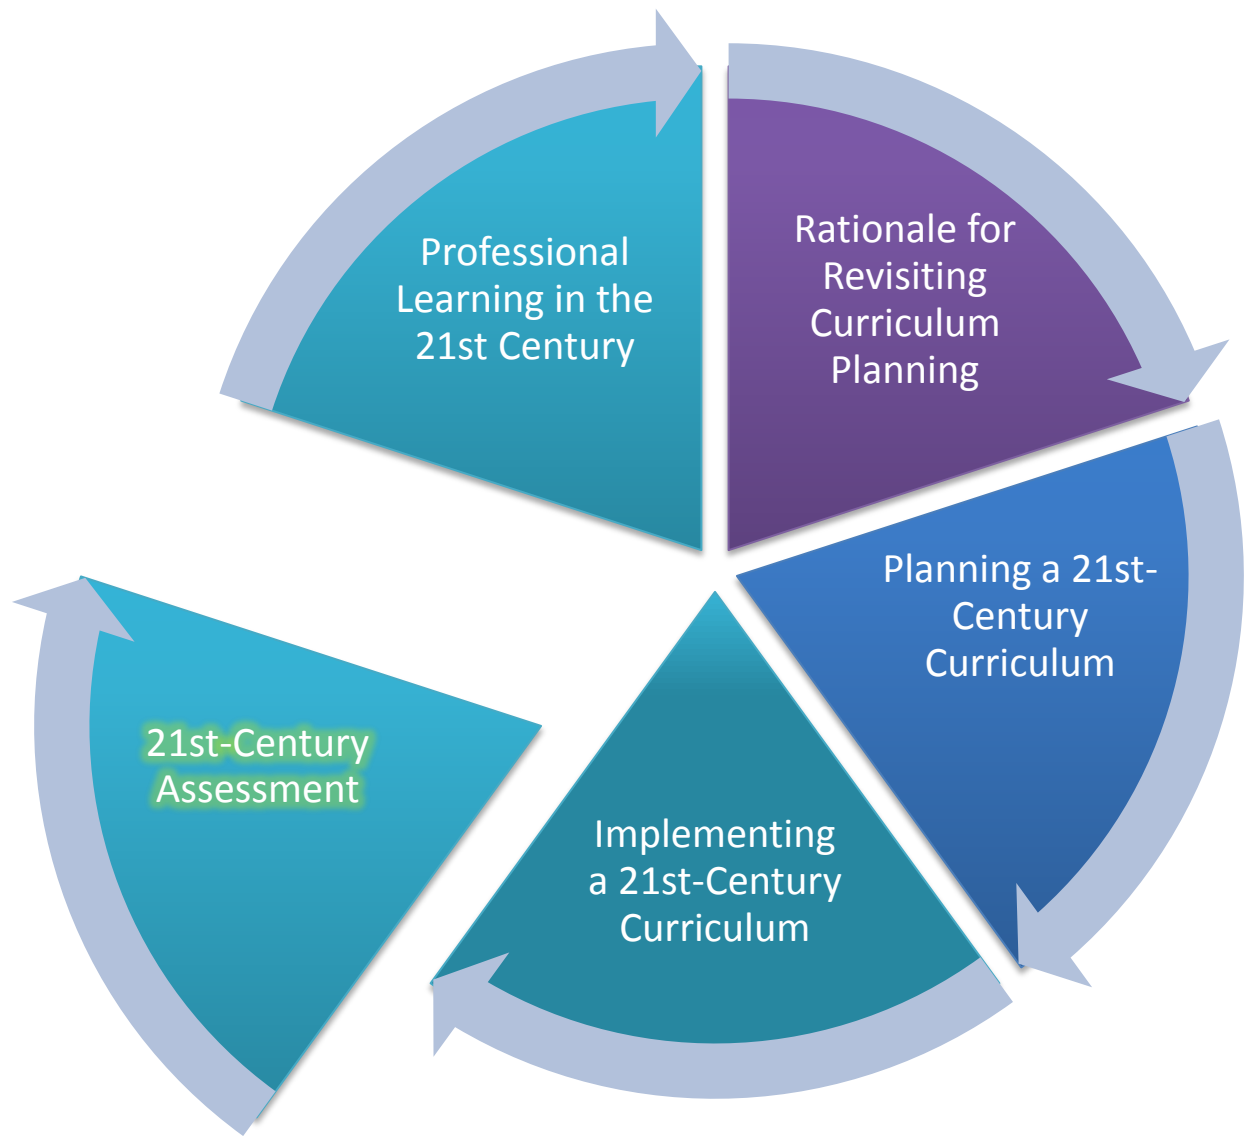 Professional
Learning in the
21st Century
Rationale for
Revisiting
Curriculum
Planning
Planning a 21st-
Century
Curriculum
Implementing
a 21st-Century
Curriculum
21st-Century
Assessment